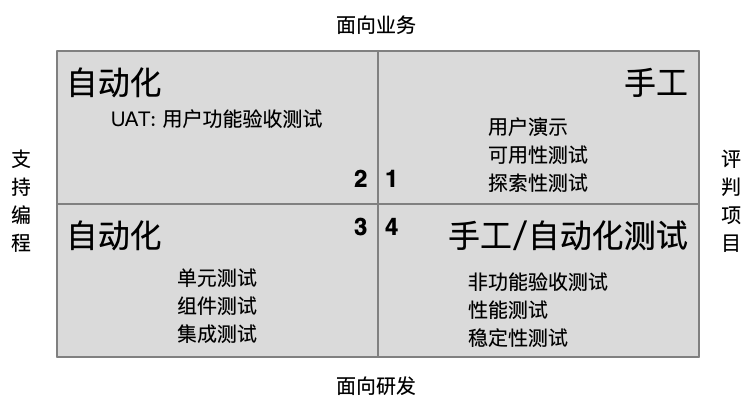 面向业务
自动化
手工
UAT: 用户功能验收测试
用户演示
可用性测试
探索性测试
2
1
支持编程
评判项目
自动化
3
4
手工/自动化测试
单元测试
组件测试
集成测试
非功能验收测试
性能测试
稳定性测试
面向研发